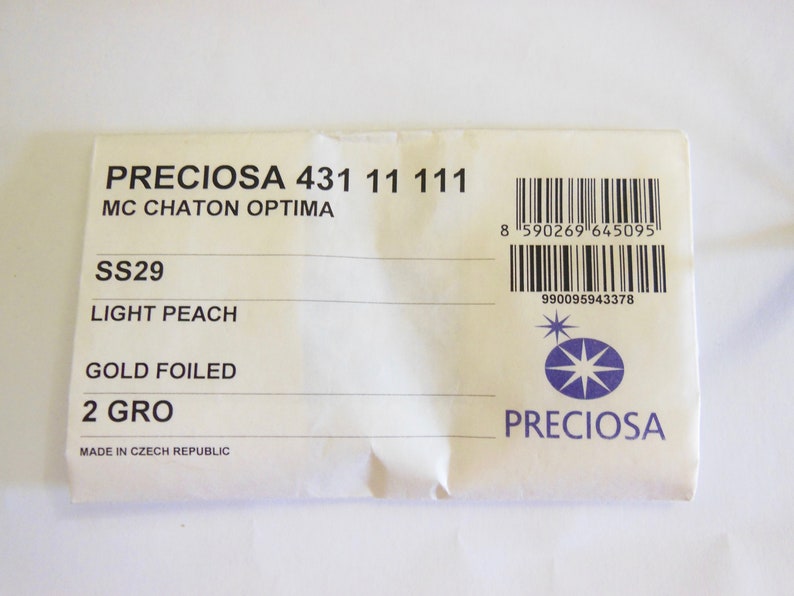 PRECIOSA 431 11 111
MC CHATON OPTIMA
SS29
LIGHT PEACH
GOLD FOILED
2 GRO
MADE IN CZECH REPUBLIC
8 590269 645095
990095943378
PRECIOSA